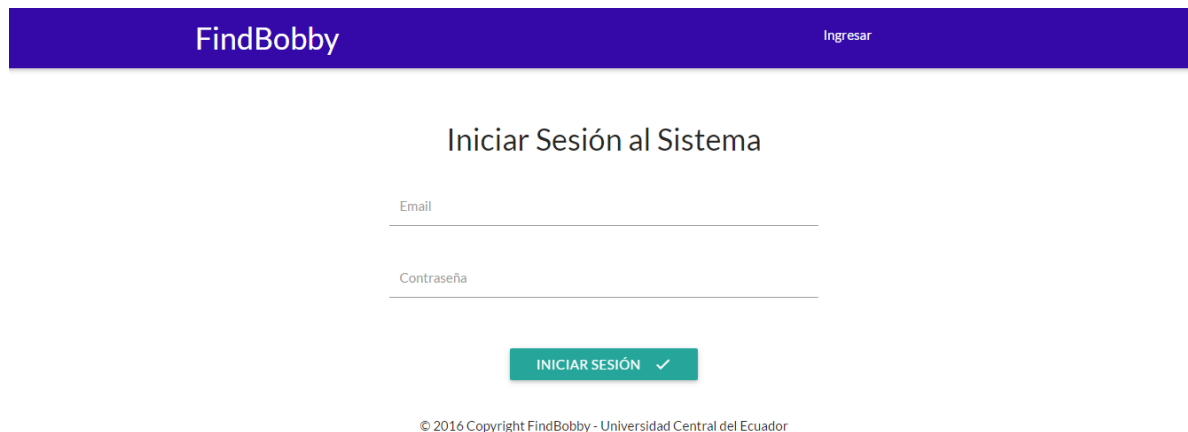 FindBobby
Ingresar
Iniciar Sesión al Sistema
Email
Contraseña
INICIAR SESIÓN
© 2016 Copyright FindBobby - Universidad Central del Ecuador